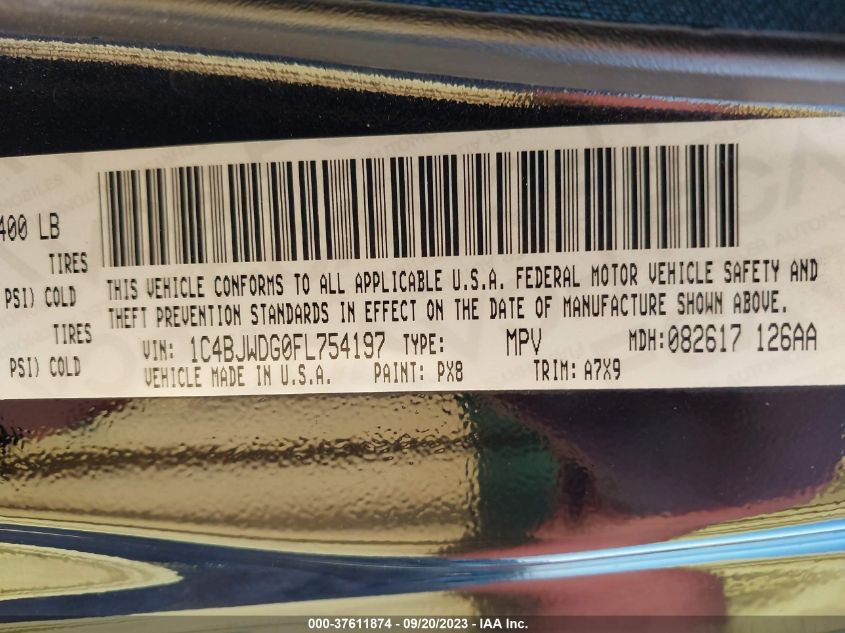 400 LB
TIRES
PSI) COLD
TIRES
PSI) COLD
THIS VEHICLE CONFORMS TO ALL APPLICABLE U.S.A. FEDERAL MOTOR VEHICLE SAFETY AND
THEFT PREVENTION STANDARDS IN EFFECT ON THE DATE OF MANUFACTURE SHOWN ABOVE.
VIN: 1C4BJWDG0FL754197 TYPE: MPV MDH:082617 126AA
VEHICLE MADE IN U.S.A. PAINT: PX8 TRIM: A7X9
000-37611874 - 09/20/2023 - IAA Inc.